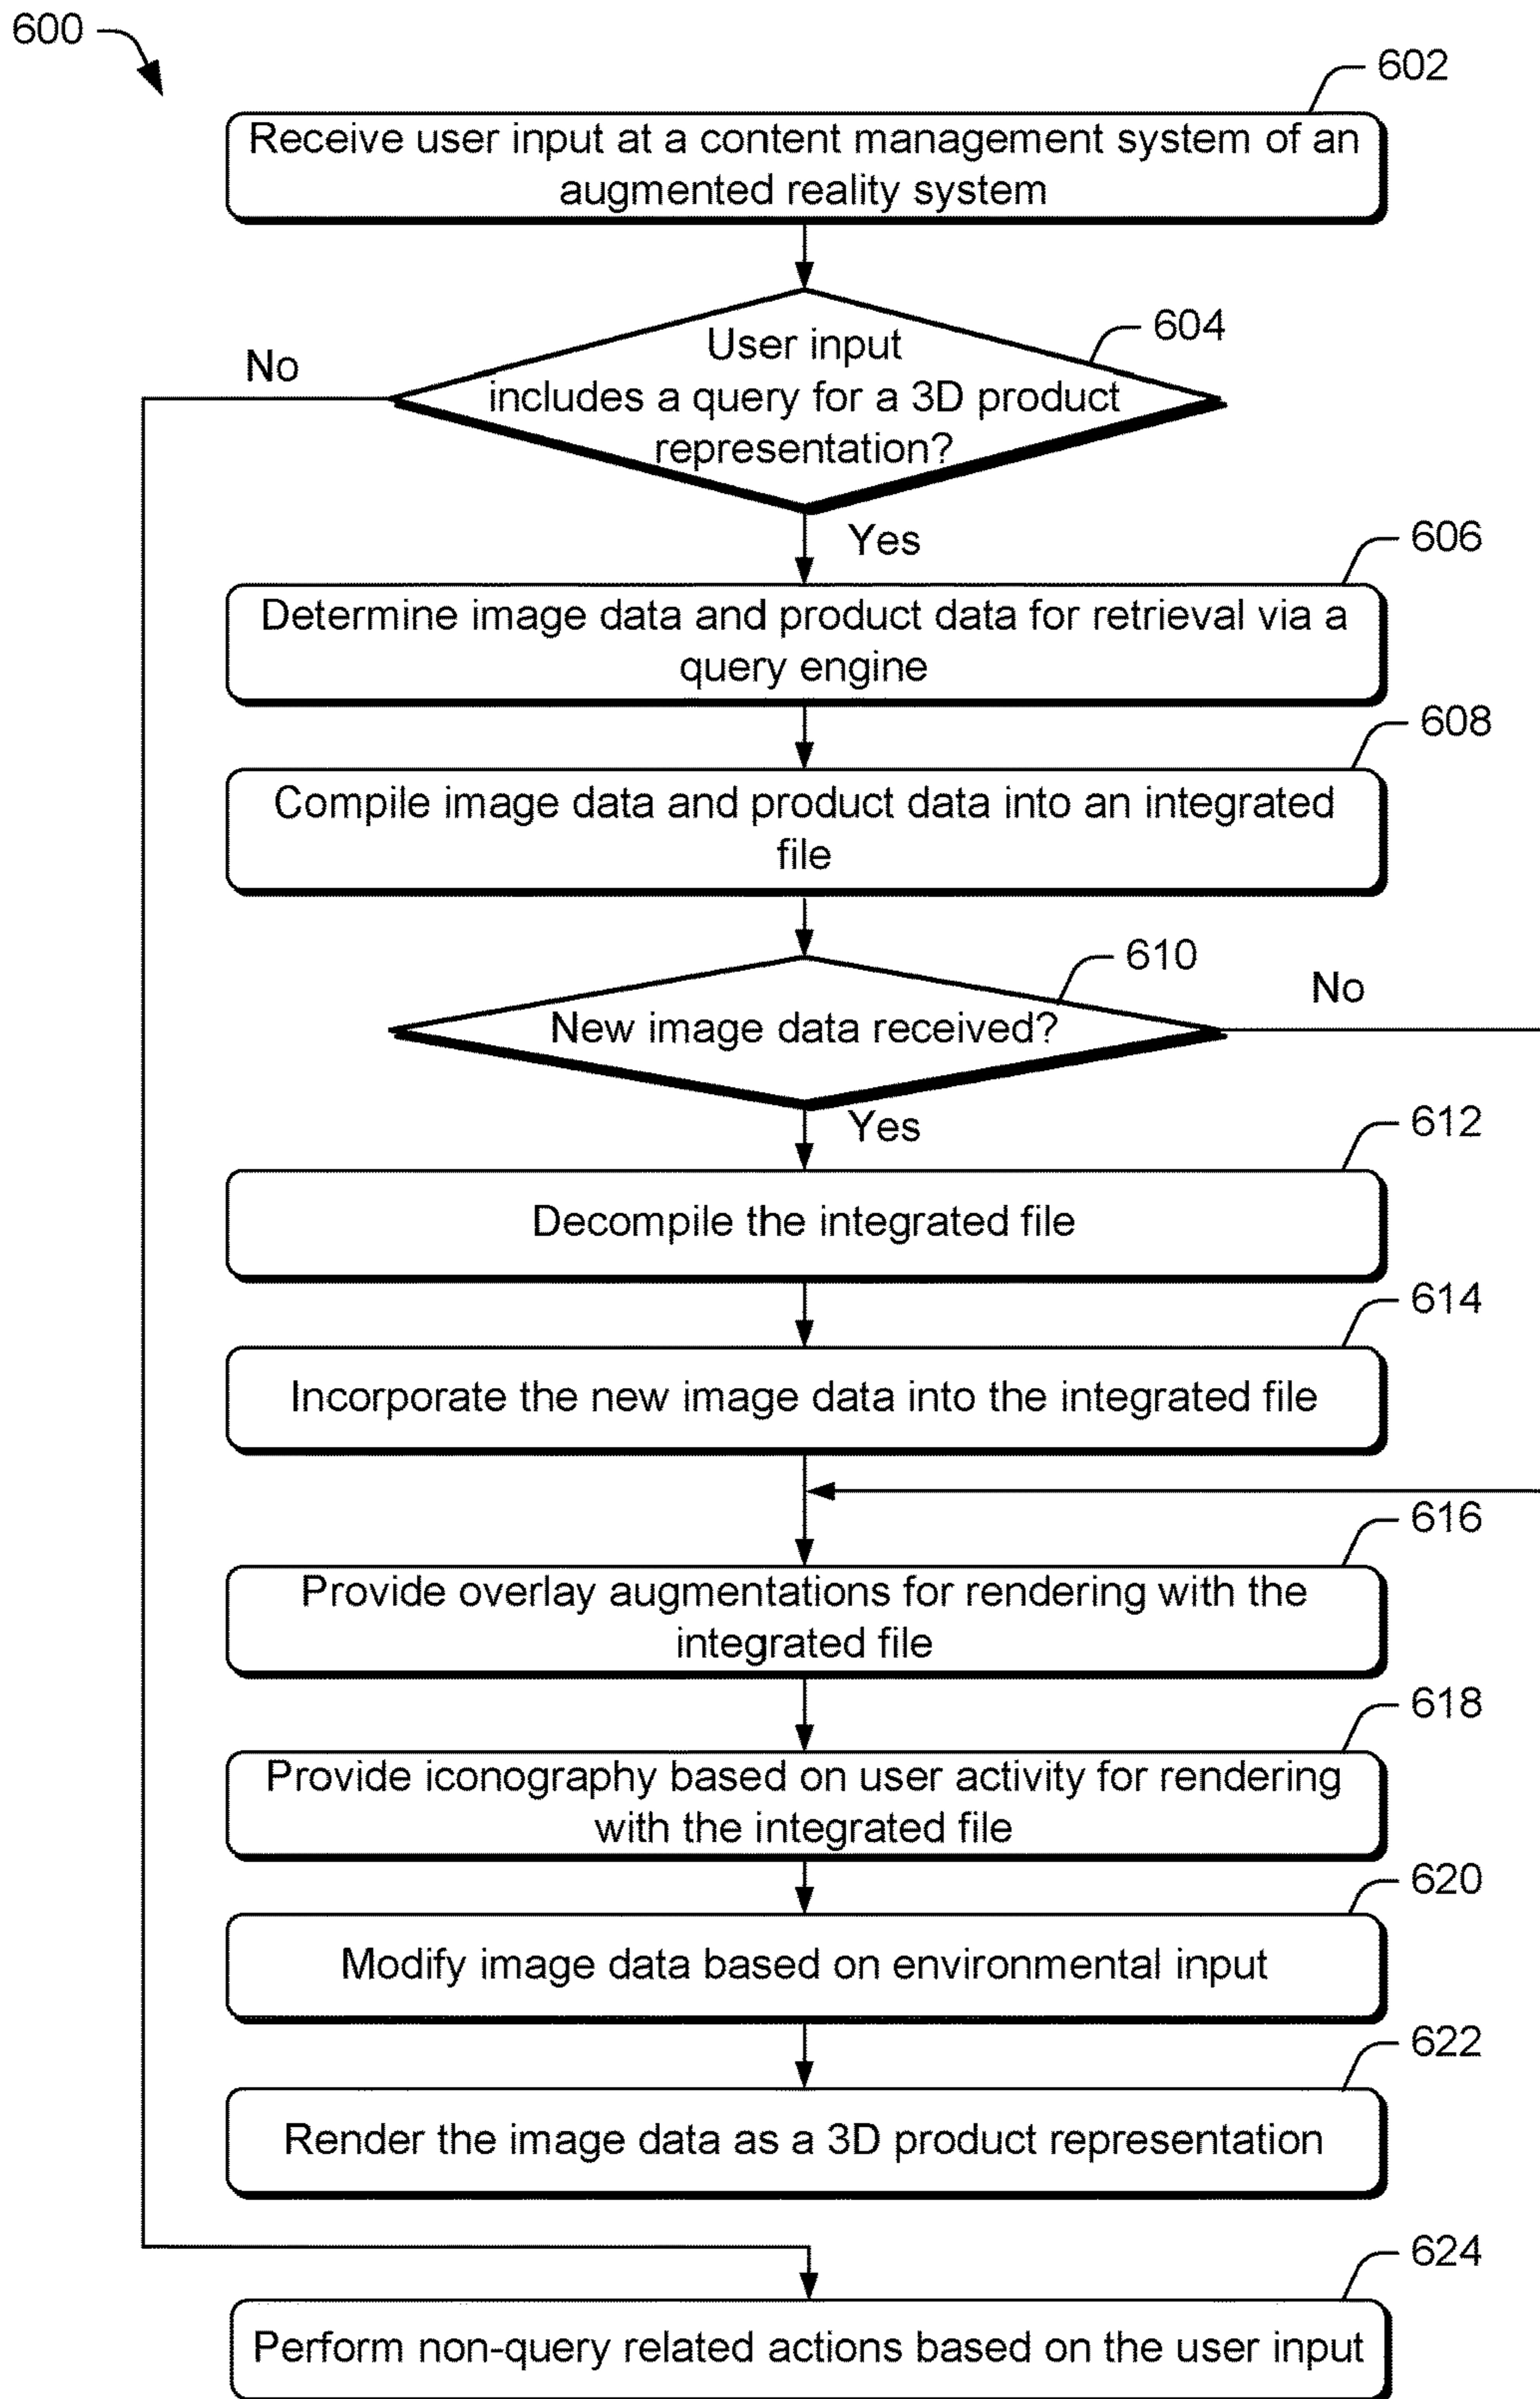 600
602
Receive user input at a content management system of an
augmented reality system
604
No
User input
includes a query for a 3D product
representation?
Yes
606
Determine image data and product data for retrieval via a
query engine
608
Compile image data and product data into an integrated
file
610
No
New image data received?
Yes
612
Decompile the integrated file
614
Incorporate the new image data into the integrated file
616
Provide overlay augmentations for rendering with the
integrated file
618
Provide iconography based on user activity for rendering
with the integrated file
620
Modify image data based on environmental input
622
Render the image data as a 3D product representation
624
Perform non-query related actions based on the user input